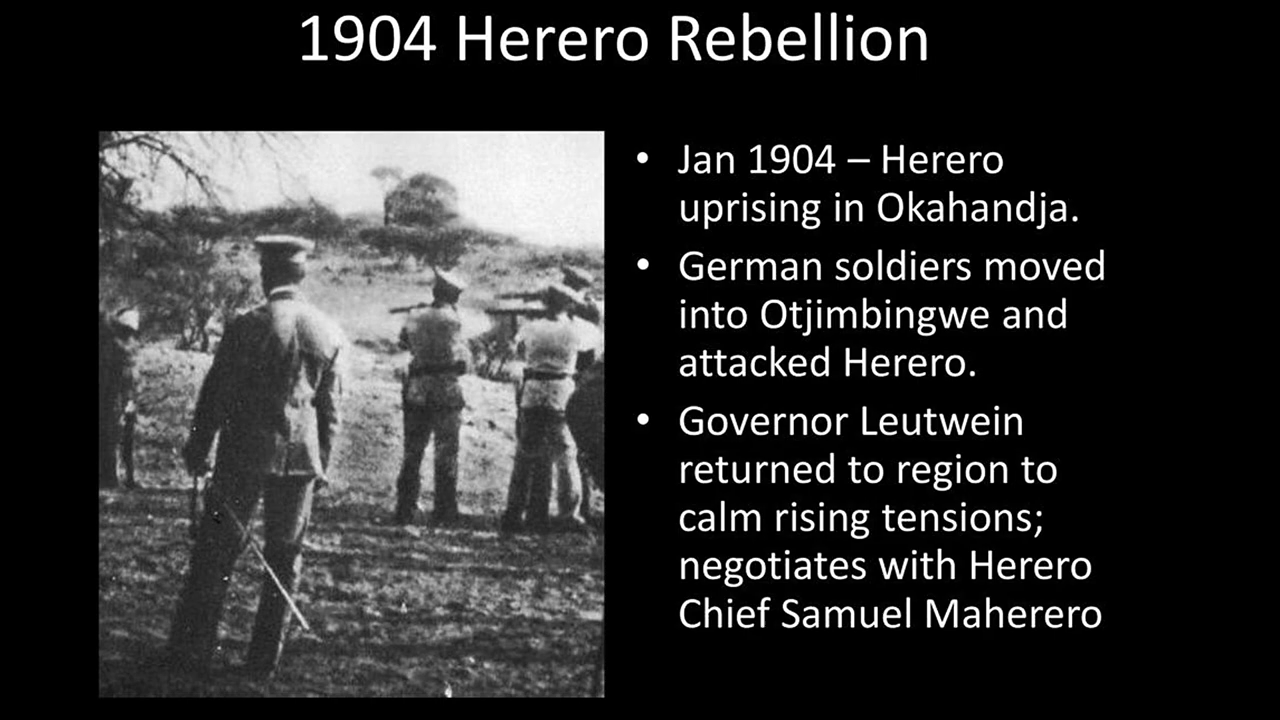 1904 Herero Rebellion
• Jan 1904 – Herero
uprising in Okahandja.
• German soldiers moved
into Otjimbingwe and
attacked Herero.
• Governor Leutwein
returned to region to
calm rising tensions;
negotiates with Herero
Chief Samuel Maherero